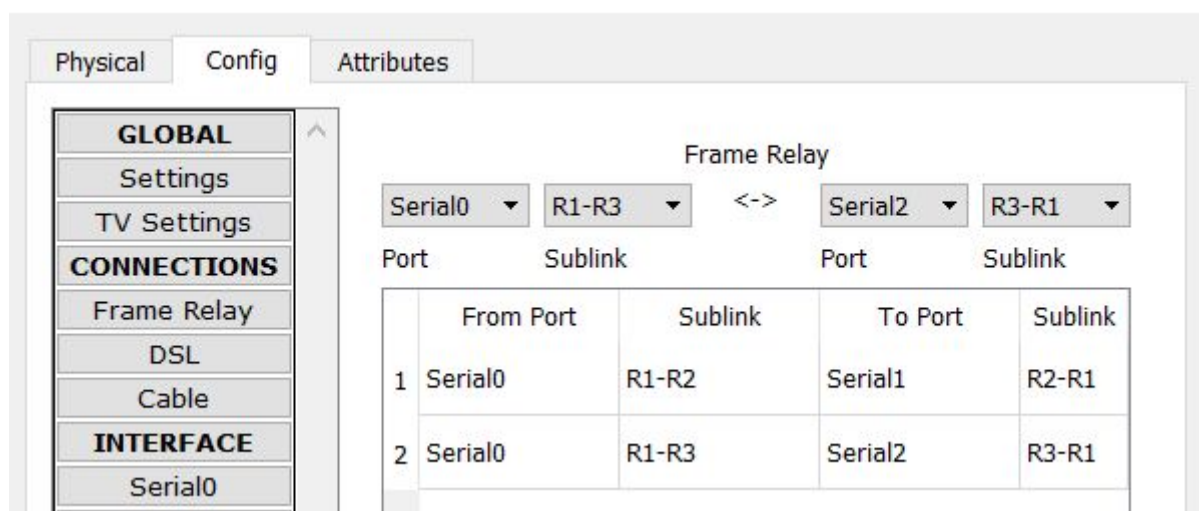 Physical Config Attributes
GLOBAL
Settings
TV Settings
CONNECTIONS
Frame Relay
DSL
Cable
INTERFACE
Serial0
Frame Relay
Serial0 R1-R3 <-> Serial2 R3-R1
Port Sublink Port Sublink
From Port Sublink To Port Sublink
1 Serial0 R1-R2 Serial1 R2-R1
2 Serial0 R1-R3 Serial2 R3-R1